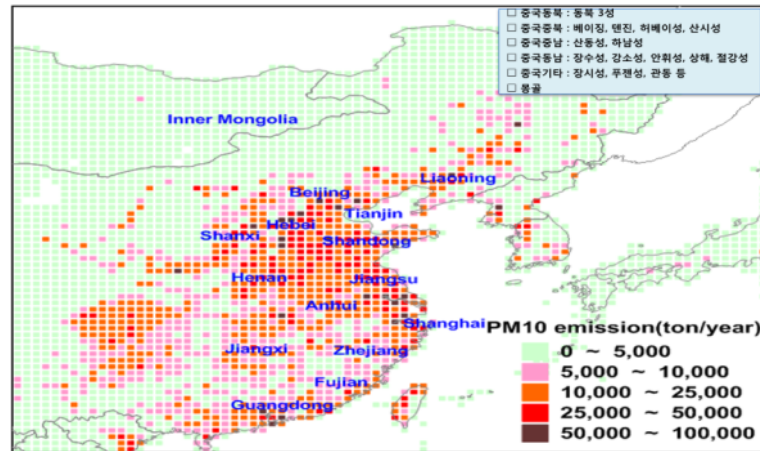 □ 중국동북 : 동북 3성
□ 중국중북 : 베이징, 텐진, 허베이성, 산시성
□ 중국중남 : 산동성, 하남성
□ 중국동남 : 장수성, 강소성, 안휘성, 상해, 절강성
□ 중국기타 : 장시성, 푸젠성, 관동 등
□ 몽골
Inner Mongolia
Liaoning
Beijing
Tianjin
Hebei
Shanxi
Shandong
Henan
Jiangsu
Anhui
Shanghai
Jiangxi
Zhejiang
Fujian
Guangdong
PM10 emission(ton/year)
0 ~ 5,000
5,000 ~ 10,000
10,000 ~ 25,000
25,000 ~ 50,000
50,000 ~ 100,000